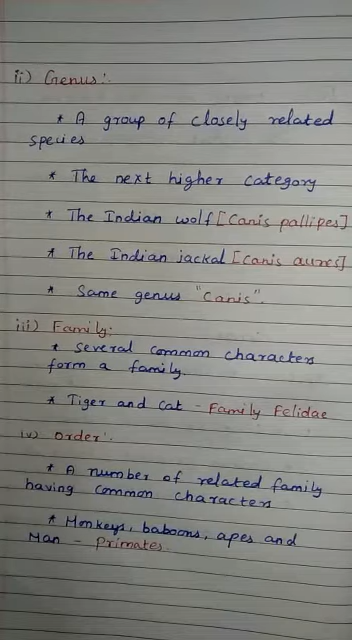 ii) Genus:-
* A group of closely related
species
* The next higher category
* The Indian wolf [Canis pallipes]
* The Indian jackal [Canis aures]
* Same genus "Canis".
iii) Family:
* Several common characters
form a family.
* Tiger and cat - Family Felidae
iv) Order:-
* A number of related family
having common characters
* Monkeys, baboons, apes and
Man - Primates.